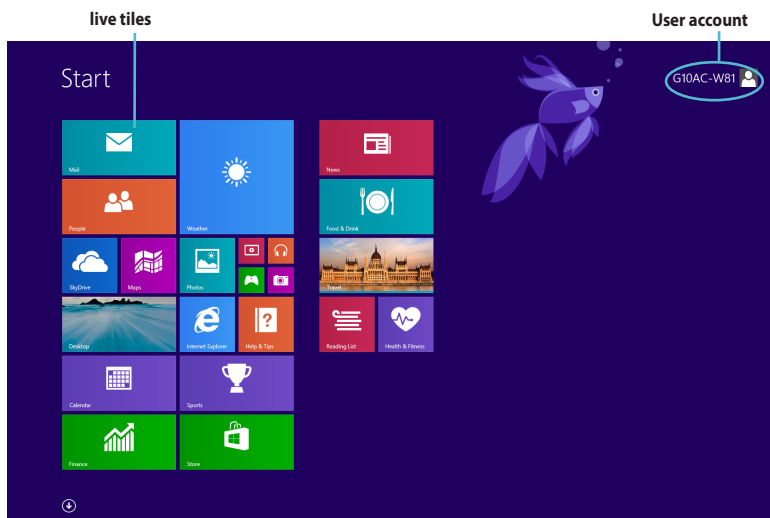 live tiles
User account
Start
G10AC-W81
Mail
Weather
News
People
Food & Drink
SkyDrive
Maps
Photos
Travel
Desktop
Internet Explorer
Help & Tips
Reading List
Health & Fitness
Calendar
Sports
Finance
Store